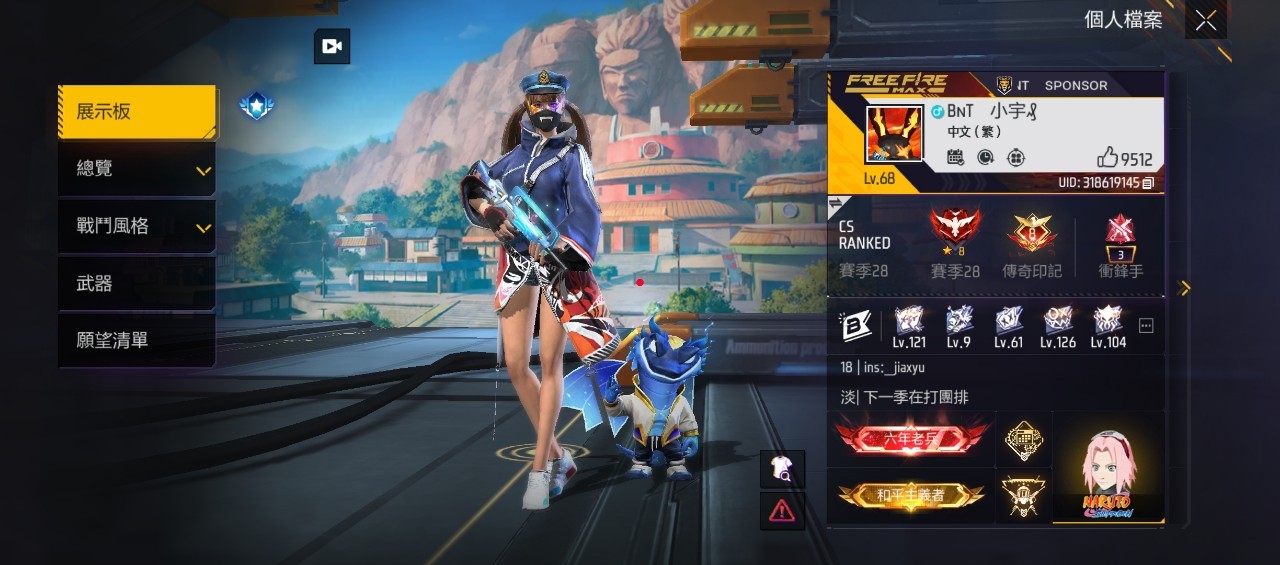 個人檔案
展示板
總覽
戰鬥風格
武器
願望清單
FREE FIRE
MAX
SPONSOR
BNT 小宇
中文(繁)
9512
Lv.68
UID: 318619145
CS
RANKED
賽季28
★ 8
賽季28
傳奇印記
3
衝鋒手
Lv.121 Lv.9 Lv.61 Lv.126 Lv.104
18 | ins:_jiaxyu
淡| 下一季在打團排
六年老兵
和平主義者
NARUTO
SHIPPUDEN